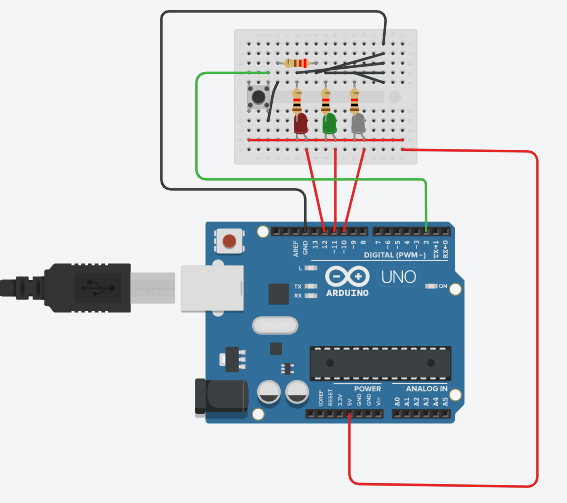 AREF
GND
13
12
~11
~10
~9
8
7
~6
~5
4
~3
2
TX→1
RX←0
DIGITAL (PWM~)
L
TX
RX
UNO
ARDUINO
ON
POWER
ANALOG IN
IOREF
RESET
3.3V
5V
GND
GND
Vin
A0
A1
A2
A3
A4
A5